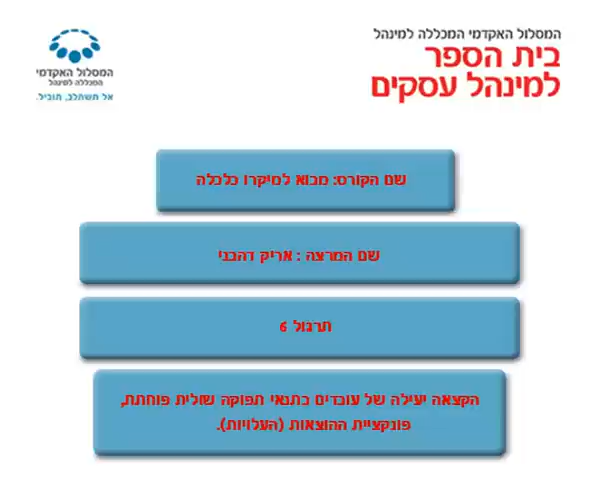 המסלול האקדמי המכללה למינהל
בית הספר
למינהל עסקים
המסלול האקדמי
המכללה למינהל
אל תשתלב, תוביל.
שם הקורס: מבוא למיקרו כלכלה
שם המרצה : אריק דהבני
תרגול 6
הקצאה יעילה של עובדים בתנאי תפוקה שולית פוחתת,
פונקציית ההוצאות (העלויות).